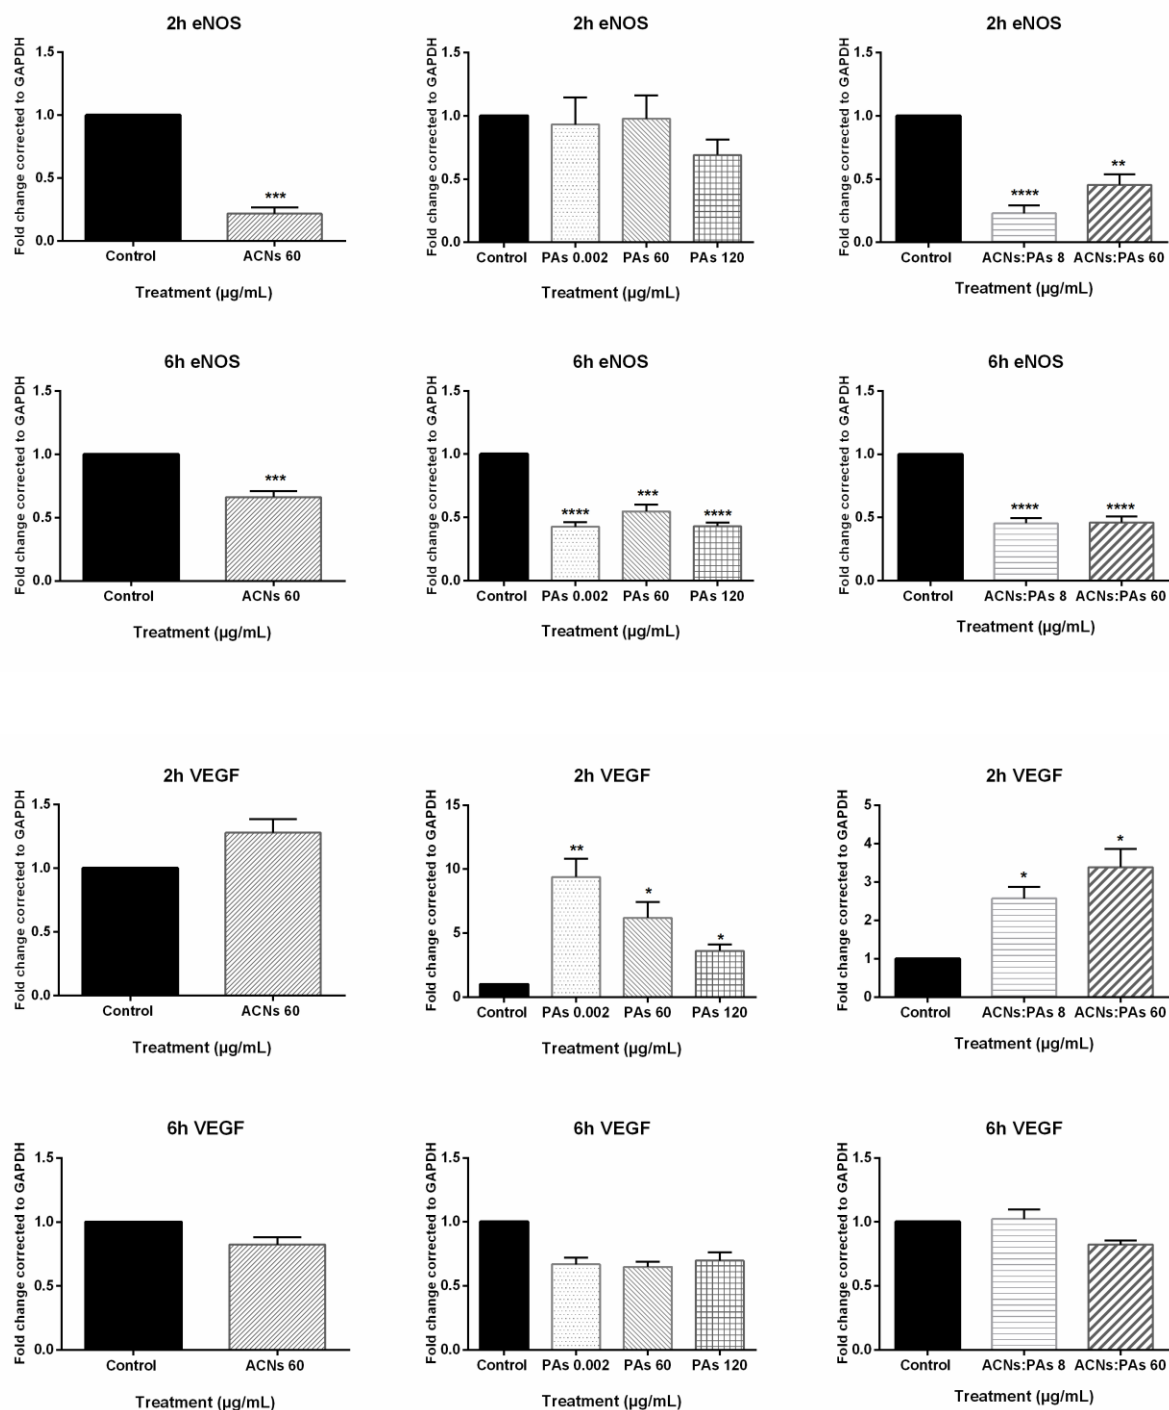 2h eNOS
Fold change corrected to GAPDH
1.5
1.0
0.5
0.0
***
Control ACNs 60
Treatment (µg/mL)
2h eNOS
Fold change corrected to GAPDH
1.5
1.0
0.5
0.0
Control PAs 0.002 PAs 60 PAs 120
Treatment (µg/mL)
2h eNOS
Fold change corrected to GAPDH
1.5
1.0
0.5
0.0
**** **
Control ACNs:PAs 8 ACNs:PAs 60
Treatment (µg/mL)
6h eNOS
Fold change corrected to GAPDH
1.5
1.0
0.5
0.0
***
Control ACNs 60
Treatment (µg/mL)
6h eNOS
Fold change corrected to GAPDH
1.5
1.0
0.5
0.0
**** *** ****
Control PAs 0.002 PAs 60 PAs 120
Treatment (µg/mL)
6h eNOS
Fold change corrected to GAPDH
1.5
1.0
0.5
0.0
**** ****
Control ACNs:PAs 8 ACNs:PAs 60
Treatment (µg/mL)
2h VEGF
Fold change corrected to GAPDH
1.5
1.0
0.5
0.0
Control ACNs 60
Treatment (µg/mL)
2h VEGF
Fold change corrected to GAPDH
15
10
5
0
** * *
Control PAs 0.002 PAs 60 PAs 120
Treatment (µg/mL)
2h VEGF
Fold change corrected to GAPDH
5
4
3
2
1
0
* *
Control ACNs:PAs 8 ACNs:PAs 60
Treatment (µg/mL)
6h VEGF
Fold change corrected to GAPDH
1.5
1.0
0.5
0.0
Control ACNs 60
Treatment (µg/mL)
6h VEGF
Fold change corrected to GAPDH
1.5
1.0
0.5
0.0
Control PAs 0.002 PAs 60 PAs 120
Treatment (µg/mL)
6h VEGF
Fold change corrected to GAPDH
1.5
1.0
0.5
0.0
Control ACNs:PAs 8 ACNs:PAs 60
Treatment (µg/mL)